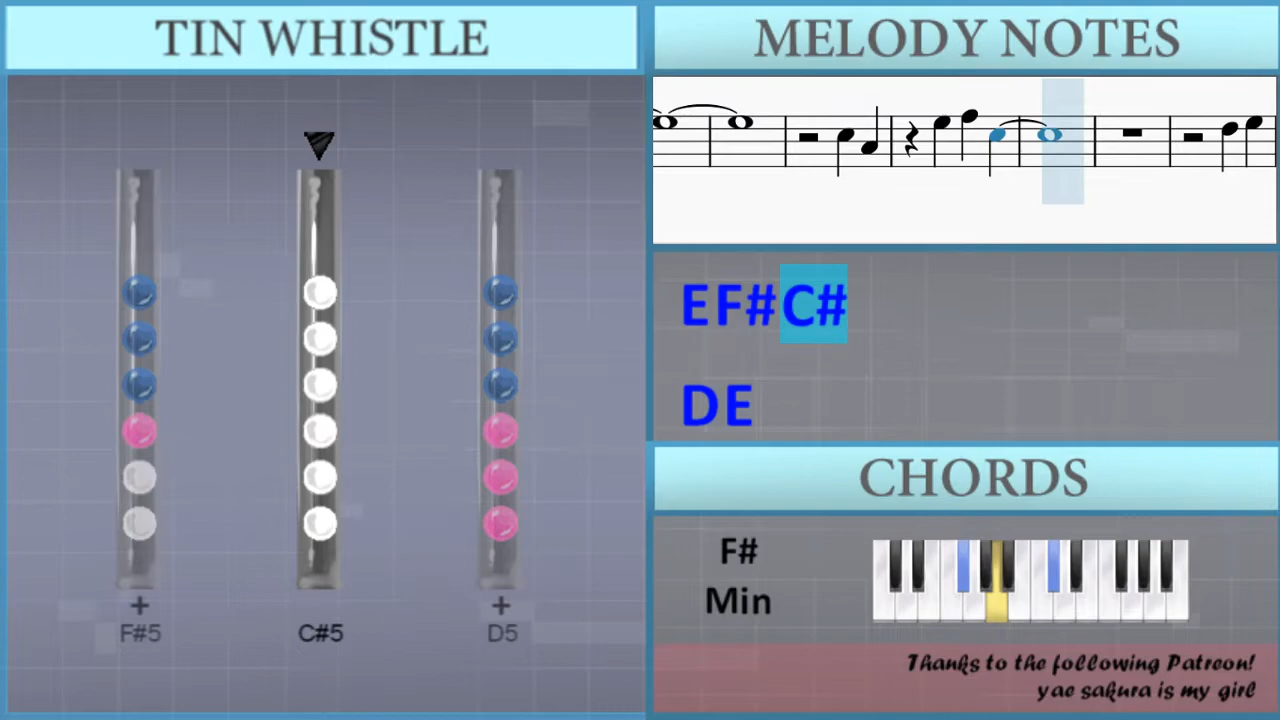 TIN WHISTLE
+
F#5
C#5
+
D5
MELODY NOTES
EF#C#
DE
CHORDS
F#
Min
Thanks to the following Patreon!
yae sakura is my girl